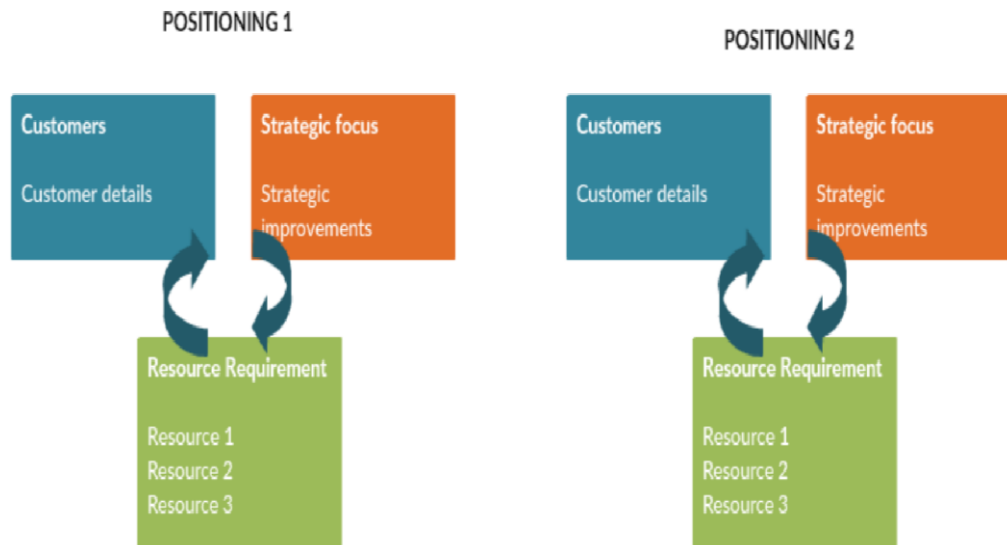 POSITIONING 1
Customers
Customer details
Strategic focus
Strategic
improvements
Resource Requirement
Resource 1
Resource 2
Resource 3
POSITIONING 2
Customers
Customer details
Strategic focus
Strategic
improvements
Resource Requirement
Resource 1
Resource 2
Resource 3